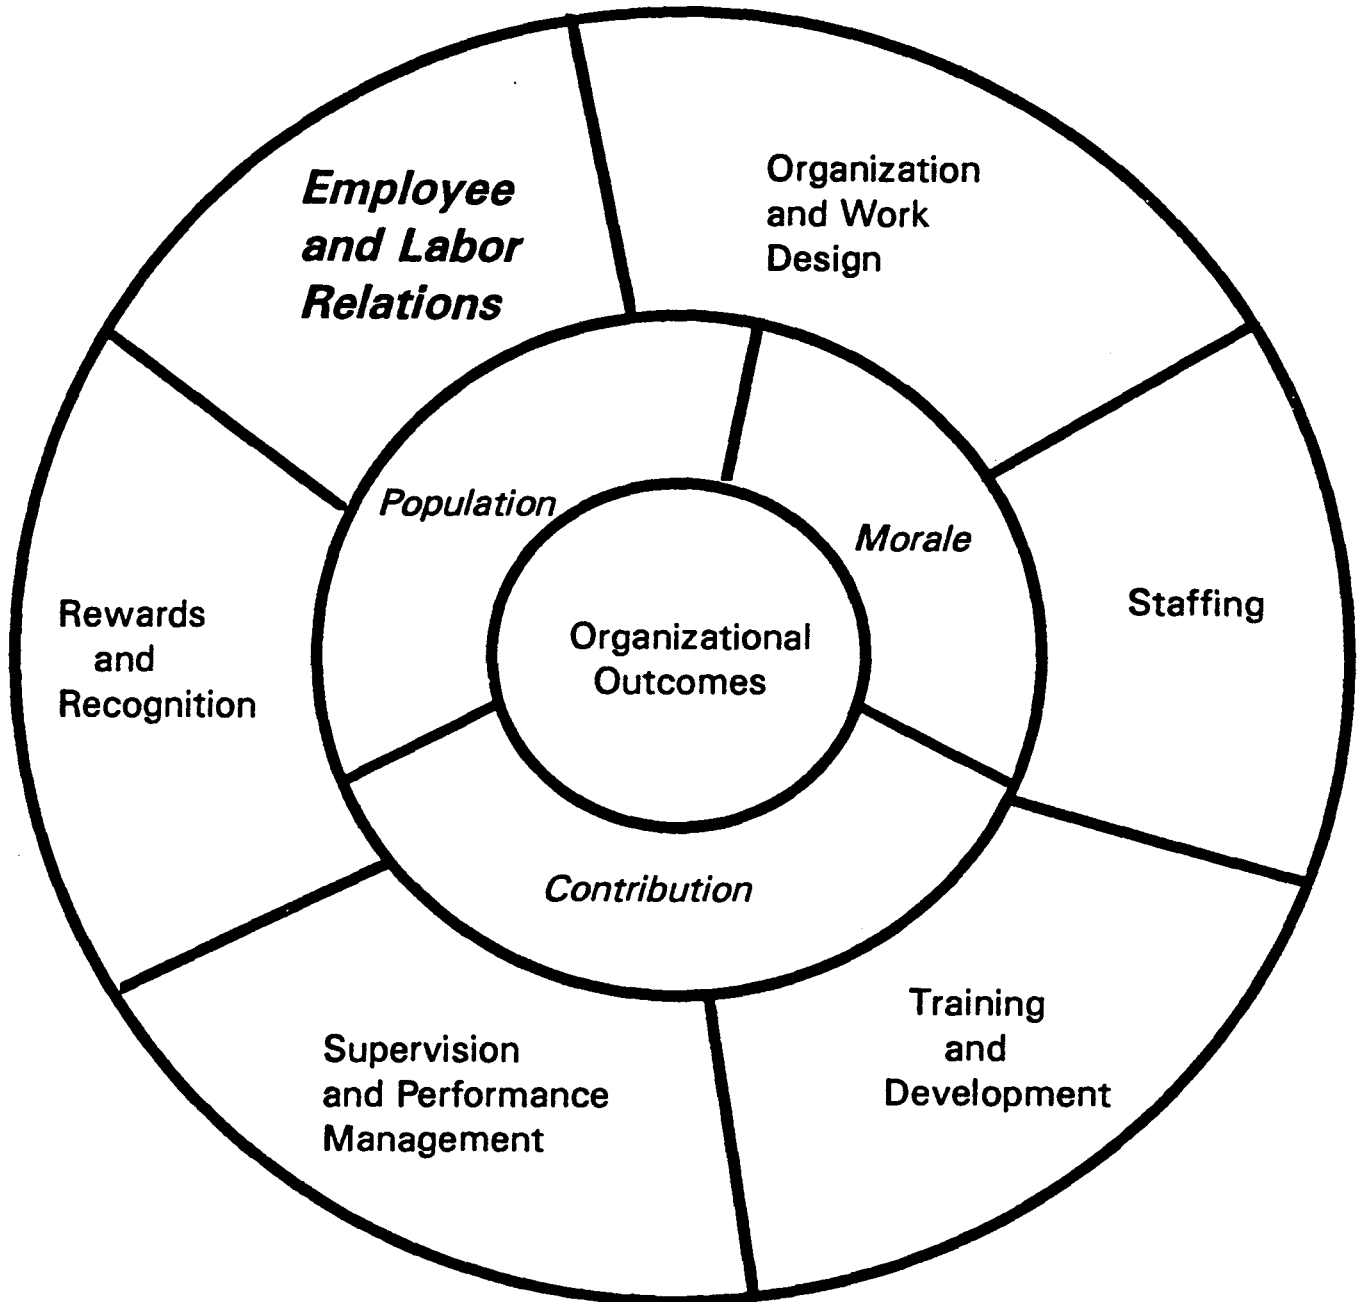 Employee
and Labor
Relations
Organization
and Work
Design
Population
Morale
Staffing
Rewards
and
Recognition
Organizational
Outcomes
Contribution
Supervision
and Performance
Management
Training
and
Development